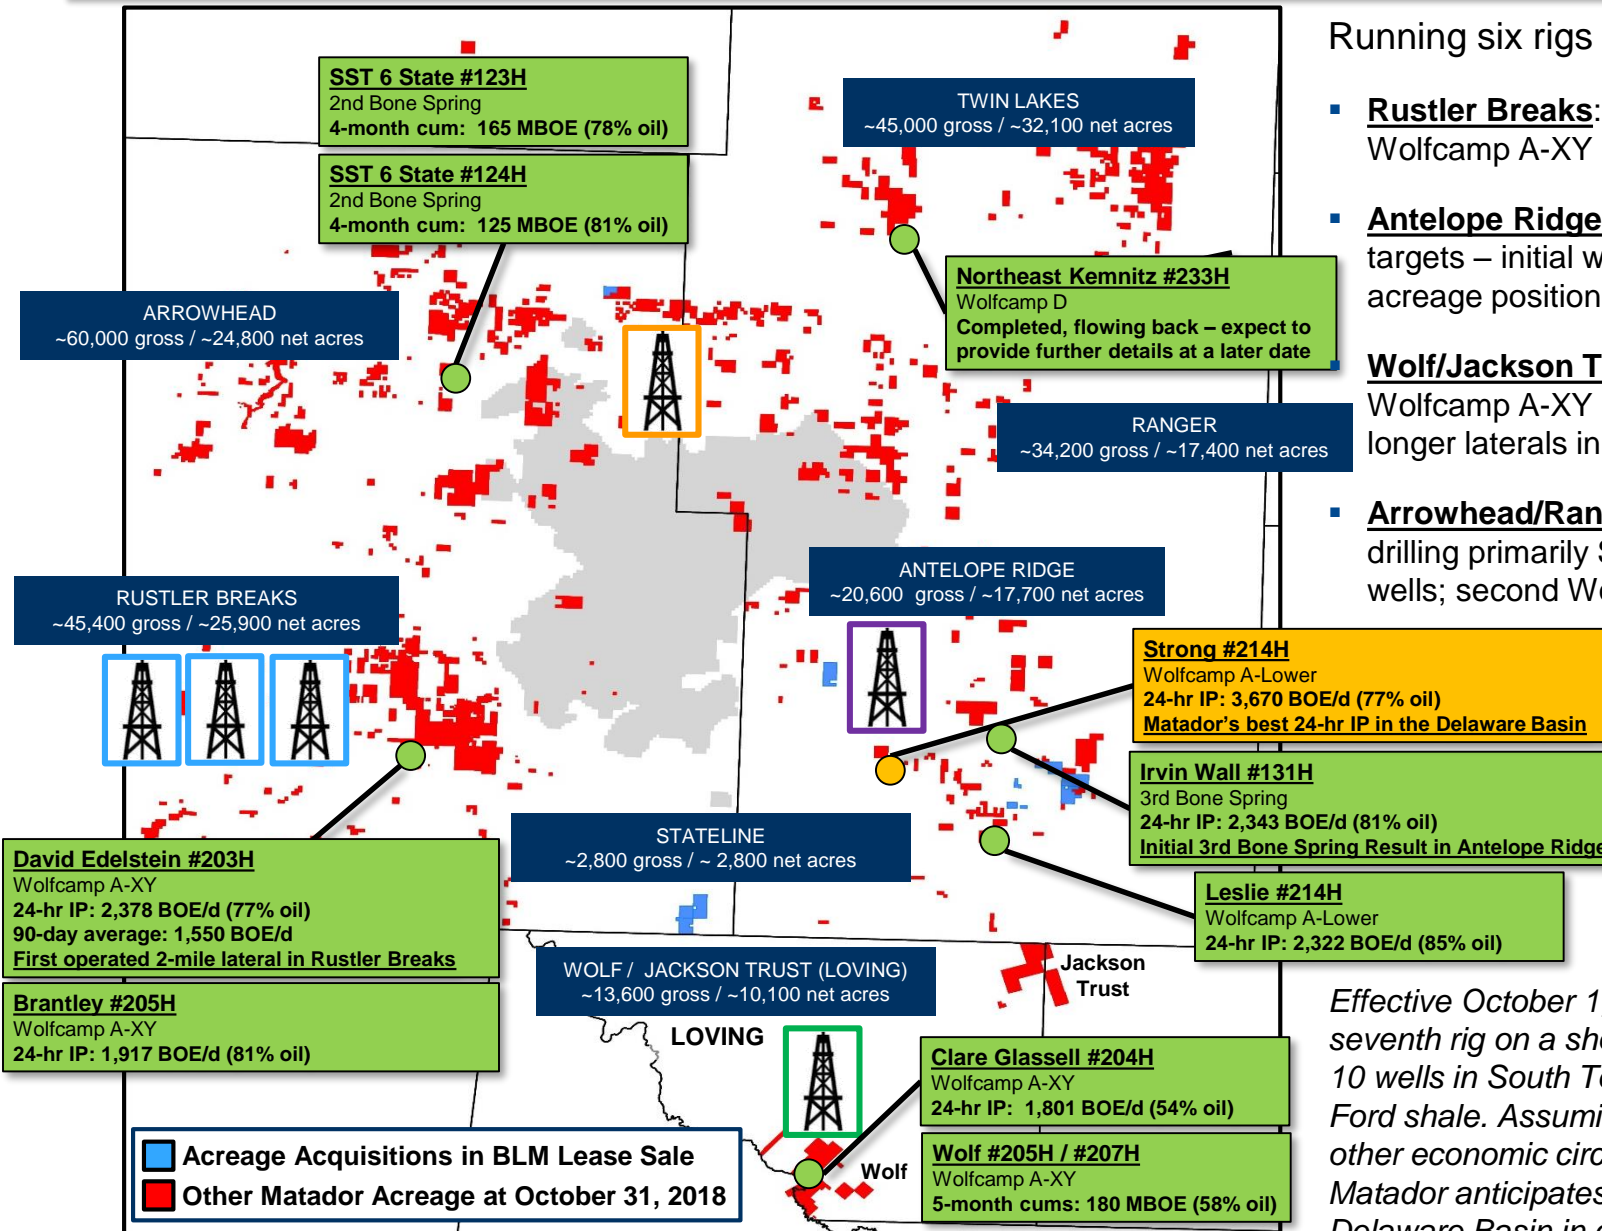 SST 6 State #123H
2nd Bone Spring
4-month cum: 165 MBOE (78% oil)
SST 6 State #124H
2nd Bone Spring
4-month cum: 125 MBOE (81% oil)
TWIN LAKES
~45,000 gross / ~32,100 net acres
Northeast Kemnitz #233H
Wolfcamp D
Completed, flowing back – expect to
provide further details at a later date
ARROWHEAD
~60,000 gross / ~24,800 net acres
RANGER
~34,200 gross / ~17,400 net acres
RUSTLER BREAKS
~45,400 gross / ~25,900 net acres
ANTELOPE RIDGE
~20,600 gross / ~17,700 net acres
Strong #214H
Wolfcamp A-Lower
24-hr IP: 3,670 BOE/d (77% oil)
Matador's best 24-hr IP in the Delaware Basin
Irvin Wall #131H
3rd Bone Spring
24-hr IP: 2,343 BOE/d (81% oil)
Initial 3rd Bone Spring Result in Antelope Ridge
STATELINE
~2,800 gross / ~ 2,800 net acres
Leslie #214H
Wolfcamp A-Lower
24-hr IP: 2,322 BOE/d (85% oil)
David Edelstein #203H
Wolfcamp A-XY
24-hr IP: 2,378 BOE/d (77% oil)
90-day average: 1,550 BOE/d
First operated 2-mile lateral in Rustler Breaks
Brantley #205H
Wolfcamp A-XY
24-hr IP: 1,917 BOE/d (81% oil)
WOLF / JACKSON TRUST (LOVING)
~13,600 gross / ~10,100 net acres
Jackson
Trust
LOVING
Clare Glassell #204H
Wolfcamp A-XY
24-hr IP: 1,801 BOE/d (54% oil)
Wolf #205H / #207H
Wolfcamp A-XY
5-month cums: 180 MBOE (58% oil)
Wolf
Acreage Acquisitions in BLM Lease Sale
Other Matador Acreage at October 31, 2018
Running six rigs
▪ Rustler Breaks:
Wolfcamp A-XY
▪ Antelope Ridge
targets – initial w
acreage position
▪ Wolf/Jackson T
Wolfcamp A-XY
longer laterals in
▪ Arrowhead/Ran
drilling primarily S
wells; second Wo
Effective October 1,
seventh rig on a sho
10 wells in South Te
Ford shale. Assumi
other economic circ
Matador anticipates
Delaware Basin in